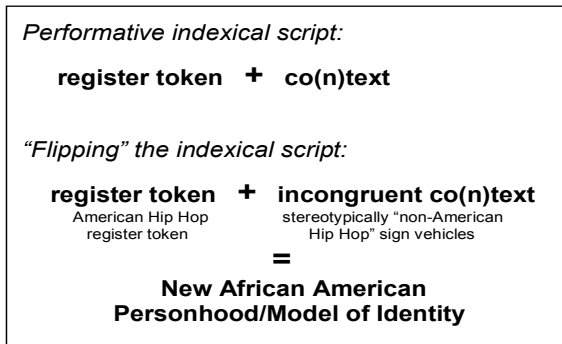 Performative indexical script:
register token + co(n)text
“Flipping” the indexical script:
register token + incongruent co(n)text
American Hip Hop stereotypically “non-American
register token Hip Hop” sign vehicles
=
New African American
Personhood/Model of Identity